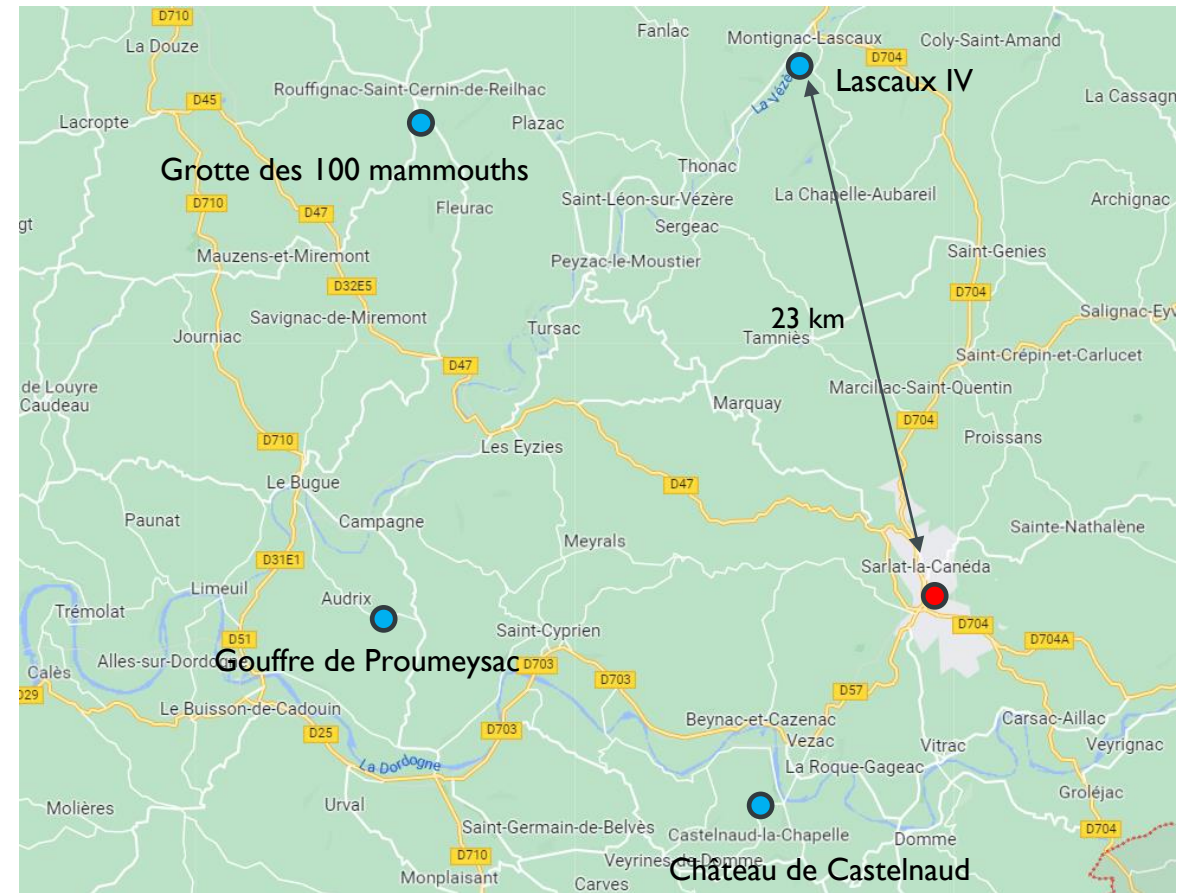 D710
La Douze
Fanlac
Montignac-Lascaux
Coly-Saint-Amand
D704
Lascaux IV
La Vézè
Rouffignac-Saint-Cernin-de-Reilhac
D45
La Cassagn
Lacropte
Plazac
Grotte des 100 mammouths
Thonac
D710
Saint-Léon-sur-Vézère
La Chapelle-Aubareil
Archignac
Fleurac
D47
gt
Sergeac
Mauzens-et-Miremont
Peyzac-le-Moustier
Saint-Genies
D32E5
D704
Savignac-de-Miremont
23 km
Salignac-Eyv
Journiac
Tursac
Tamniès
Saint-Crépin-et-Carlucet
D47
de Louyre
Caudeau
Marcillac-Saint-Quentin
Marquay
D704
D710
Les Eyzies
Proissans
Le Bugue
D47
Paunat
Campagne
Sainte-Nathalène
Meyrals
D31E1
Sarlat-la-Canéda
Limeuil
Audrix
Trémolat
Saint-Cyprien
D704
D51
D704A
Alles-sur-Dordogne
Gouffre de Proumeysac
D703
Calès
D703
D57
D29
Le Buisson-de-Cadouin
Beynac-et-Cazenac
Carsac-Aillac
D25
D703
Vezac
Vitrac
Veyrignac
La Dordogne
La Roque-Gageac
Groléjac
Molières
Urval
Saint-Germain-de-Belvès
Castelnaud-la-Chapelle
Domme
D704
D710
Veyrines-de-Domme
Château de Castelnaud
Monplaisant
Carves